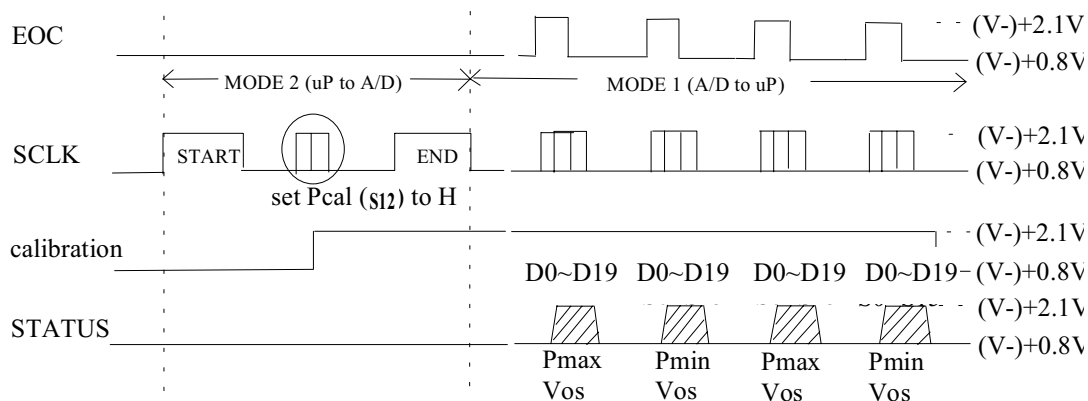 EOC
(V-)+2.1V
(V-)+0.8V
MODE 2 (uP to A/D)
MODE 1 (A/D to uP)
SCLK
START
END
(V-)+2.1V
(V-)+0.8V
set Pcal (S12) to H
calibration
(V-)+2.1V
D0~D19 D0~D19 D0~D19 D0~D19
(V-)+0.8V
STATUS
(V-)+2.1V
(V-)+0.8V
Pmax Pmin Pmax Pmin
Vos Vos Vos Vos